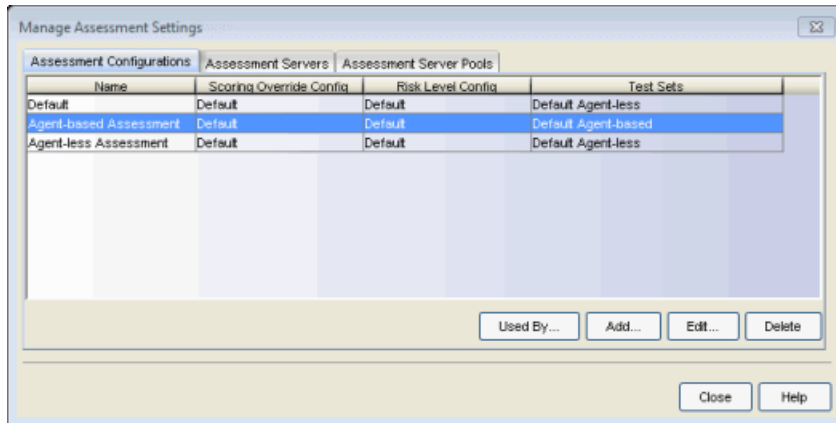 Manage Assessment Settings
Assessment Configurations Assessment Servers Assessment Server Pools
Name Scoring Override Config Risk Level Config Test Sets
Default Default Default Default Agent-less
Agent-based Assessment Default Default Default Agent-based
Agent-less Assessment Default Default Default Agent-less
Used By... Add... Edit... Delete
Close Help